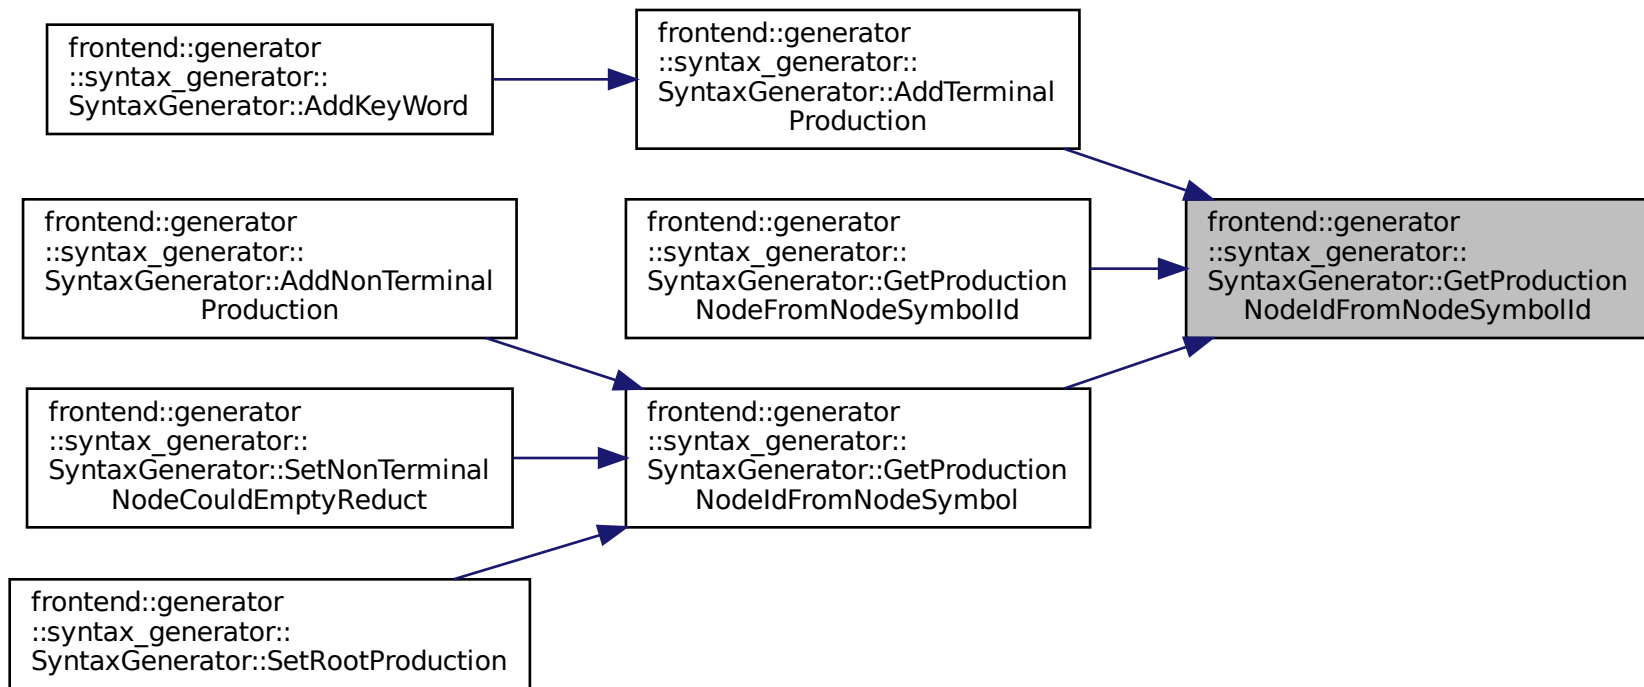 frontend::generator
::syntax_generator::
SyntaxGenerator::AddKeyWord
frontend::generator
::syntax_generator::
SyntaxGenerator::AddTerminal
Production
frontend::generator
::syntax_generator::
SyntaxGenerator::AddNonTerminal
Production
frontend::generator
::syntax_generator::
SyntaxGenerator::GetProduction
NodeFromNodeSymbolId
frontend::generator
::syntax_generator::
SyntaxGenerator::GetProduction
NodeIdFromNodeSymbolId
frontend::generator
::syntax_generator::
SyntaxGenerator::SetNonTerminal
NodeCouldEmptyReduct
frontend::generator
::syntax_generator::
SyntaxGenerator::GetProduction
NodeIdFromNodeSymbol
frontend::generator
::syntax_generator::
SyntaxGenerator::SetRootProduction